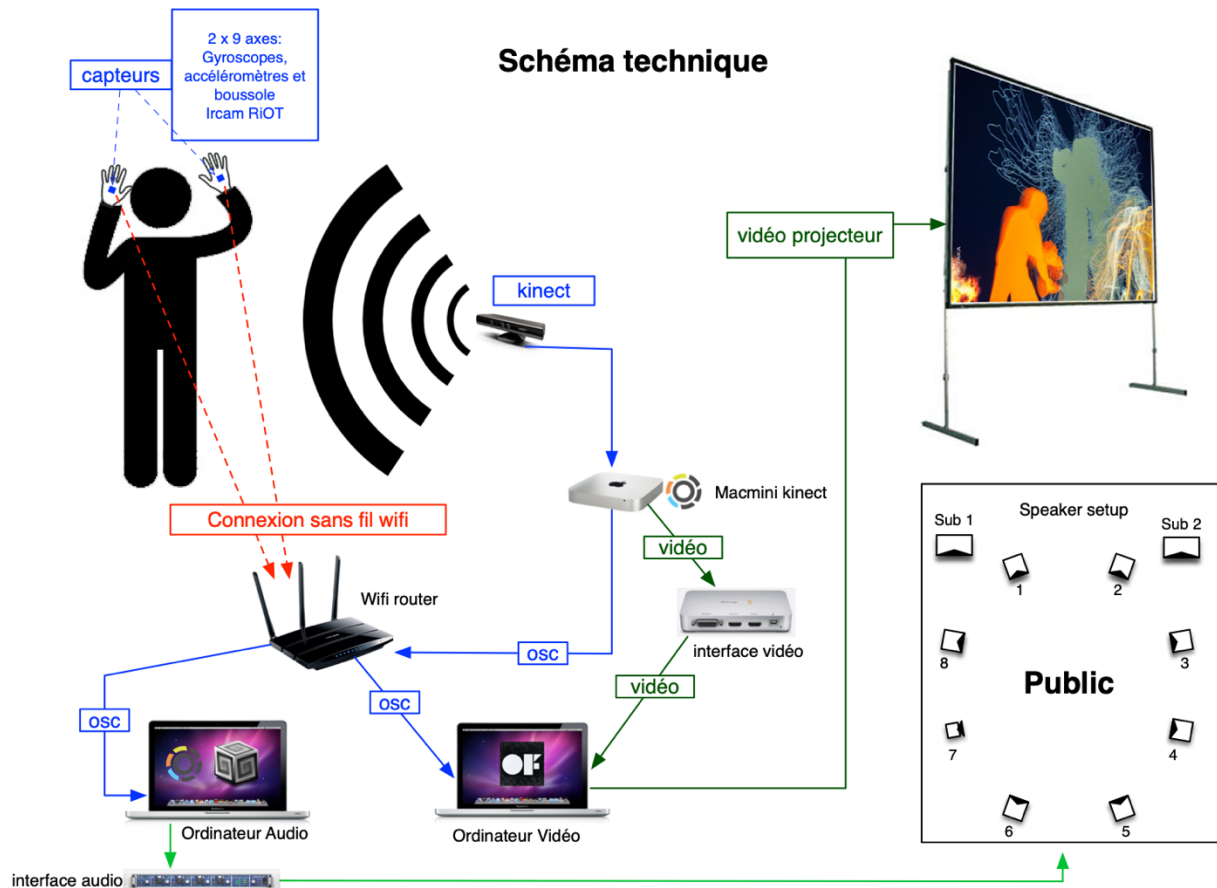 Schéma technique
2 x 9 axes:
Gyroscopes,
accéléromètres et
boussole
Ircam RiOT
capteurs
vidéo projecteur
kinect
Macmini kinect
Connexion sans fil wifi
vidéo
Wifi router
osc
interface vidéo
vidéo
osc
osc
OF
Ordinateur Audio
Ordinateur Vidéo
interface audio
Speaker setup
Sub 1
Sub 2
1
2
8
3
Public
7
4
6
5